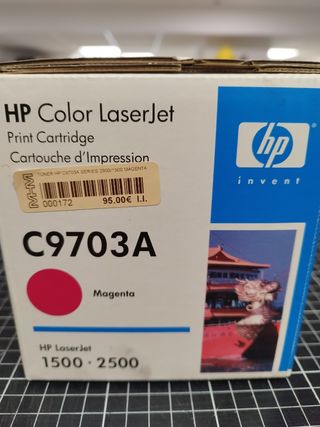 HP Color LaserJet
Print Cartridge
Cartouche d'Impression
hp
invent
TONER HP C9703A SERIES 2500/1500 MAGENTA
MHM
000172 95.00€ I.I.
C9703A
Magenta
HP LaserJet
1500 · 2500